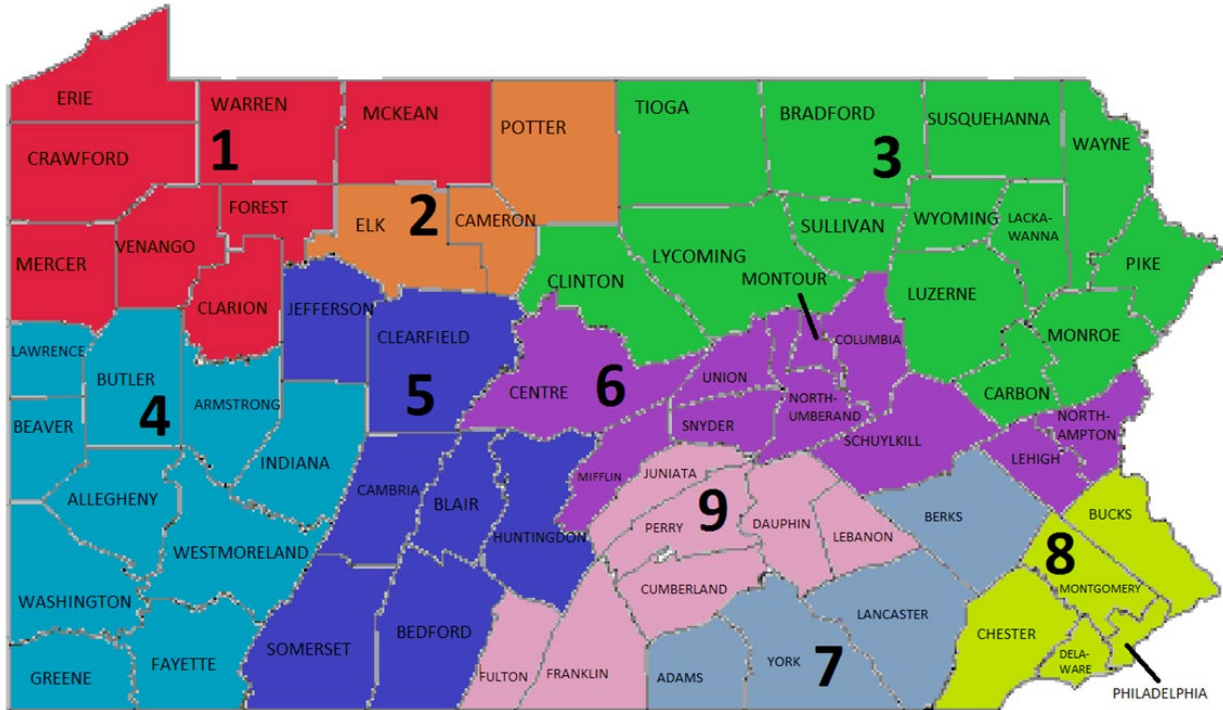 ERIE
WARREN
MCKEAN
POTTER
TIOGA
BRADFORD
SUSQUEHANNA
WAYNE
CRAWFORD
1
3
FOREST
ELK
2
CAMERON
SULLIVAN
WYOMING
LACKA-
WANNA
VENANGO
MERCER
LYCOMING
PIKE
CLARION
JEFFERSON
CLINTON
MONTOUR
LUZERNE
LAWRENCE
BUTLER
CLEARFIELD
COLUMBIA
MONROE
ARMSTRONG
4
5
CENTRE
6
UNION
NORTH-
UMBERAND
CARBON
BEAVER
SNYDER
SCHUYLKILL
NORTH-
AMPTON
INDIANA
LEHIGH
ALLEGHENY
CAMBRIA
BLAIR
MIFFLIN
JUNIATA
HUNTINGDON
PERRY
9
DAUPHIN
LEBANON
BERKS
BUCKS
WESTMORELAND
8
WASHINGTON
CUMBERLAND
MONTGOMERY
LANCASTER
SOMERSET
BEDFORD
CHESTER
GREENE
FAYETTE
FULTON
FRANKLIN
ADAMS
YORK
7
DELA-
WARE
PHILADELPHIA